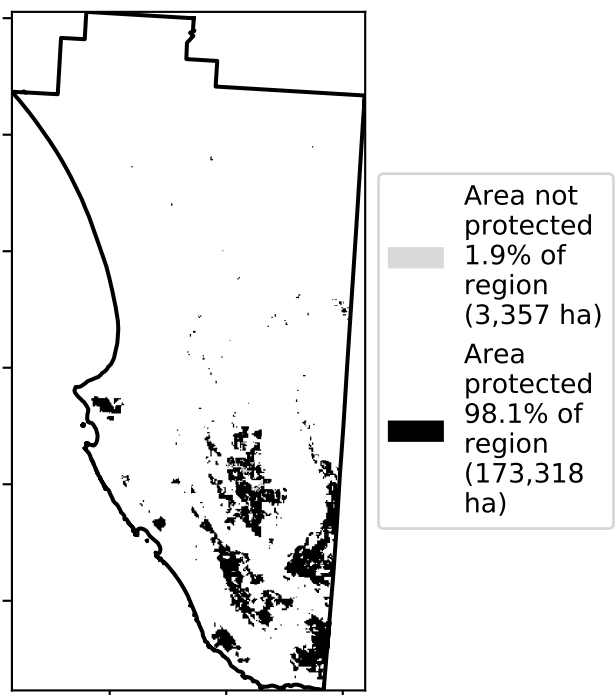 Area not
protected
1.9% of
region
(3,357 ha)
Area
protected
98.1% of
region
(173,318
ha)